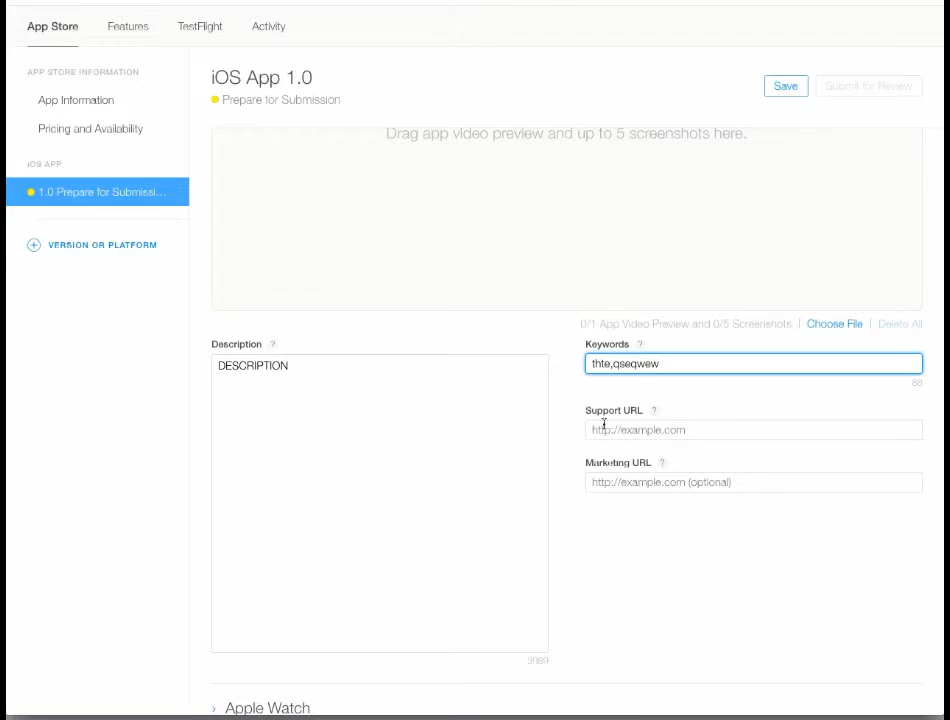 App Store Features TestFlight Activity
APP STORE INFORMATION
App Information
Pricing and Availability
iOS APP
1.0 Prepare for Submissi...
VERSION OR PLATFORM
iOS App 1.0
Prepare for Submission
Save Submit for Review
Drag app video preview and up to 5 screenshots here.
0/1 App Video Preview and 0/5 Screenshots | Choose File | Delete All
Description ?
DESCRIPTION
3989
Keywords ?
thte,qseqwew
88
Support URL ?
http://example.com
Marketing URL ?
http://example.com (optional)
Apple Watch